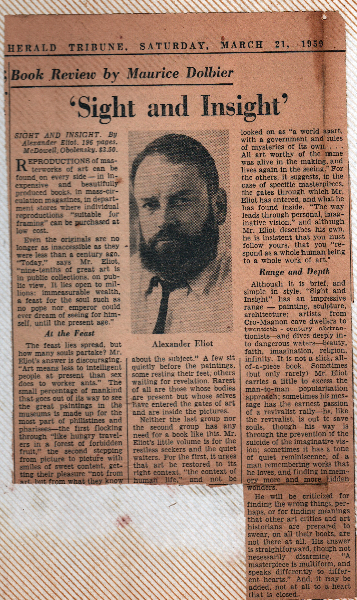 HERALD TRIBUNE, SATURDAY, MARCH 21, 1959
Book Review by Maurice Dolbier
'Sight and Insight'
SIGHT AND INSIGHT. By
Alexander Eliot. 196 pages.
McDowell, Obolensky. $3.50.
REPRODUCTIONS of mas-
terworks of art can be
found on every side — in in-
expensive and beautifully
produced books, in mass-cir-
culation magazines, in depart-
ment stores where individual
reproductions "suitable for
framing" can be purchased at
low cost.
Even the originals are no
longer as inaccessible as they
were less than a century ago.
"Today," says Mr. Eliot,
"nine-tenths of great art is
in public collections, on pub-
lic view. It lies open to mil-
lions: immeasurable wealth,
a feast for the soul such as
no pope nor emperor could
ever dream of seeing for him-
self, until the present age."
At the Feast
The feast lies spread, but
how many souls partake? Mr.
Eliot's answer is discouraging.
"Art means less to intelligent
people at present than sex
does to worker ants." The
small percentage of mankind
that goes out of its way to see
the great paintings in the
museums is made up for the
most part of philistines and
pharisees—the first flocking
through "like hungry travel-
ers in a forest of forbidden
fruit," the second stepping
from picture to picture with
smiles of sweet content, get-
ting their pleasure "not from
art but from what they know
Alexander Eliot
about the subject." A few sit
quietly before the paintings,
some resting their feet, others
waiting for revelation. Rarest
of all are those whose bodies
are present but whose selves
have entered the gates of art
and are inside the pictures.
Neither the last group nor
the second group has any
need for a book like this. Mr.
Eliot's little volume is for the
restless seekers and the quiet
waiters. For the first, it urges
that art be restored to its
right context, "the context of
human life," and not be
looked on as "a world apart,
with a government and rules
of mysteries of its own . . .
All art worthy of the name
was alive in the making, and
lives again in the seeing." For
the others, it suggests, in the
case of specific masterpieces,
the gates through which Mr.
Eliot has entered, and what he
has found inside. "The way
leads through personal, imag-
inative vision," and although
Mr. Eliot describes his own,
he is insistent that you must
follow yours, that you "re-
spond as a whole human being
to a whole work of art."
Range and Depth
Although it is brief, and
simple in style, "Sight and
Insight" has an impressive
range — painting, sculpture,
architecture; artists from
Cro-Magnon cave dwellers to
twentieth century abstrac-
tionists—and dives deeply in-
to dangerous waters—beauty,
faith, imagination, religion,
infinity. It is not a slick, all-
of-a-piece book. Sometimes
(but only rarely) Mr. Eliot
carries a little to excess the
man-to-man popularization
approach; sometimes his mes-
sage has the earnest passion
of a revivalist rally—he, like
the revivalist, is out to save
souls, though his way is
through the prevention of the
suicide of the imaginative vis-
ion; sometimes it has a tone
of quiet reminiscence, of a
man remembering works that
he loves, and finding in mem-
ory more and more hidden
wonders.
He will be criticized for
finding the wrong things, per-
haps, or for finding meanings
that other art critics and art
historians are prepared to
swear, on all their boats, are
not there at all. His answer
is straightforward, though not
necessarily disarming. "A
masterpiece is multiform, and
speaks differently to differ-
ent hearts." And, it may be
added, not at all to a heart
that is closed.